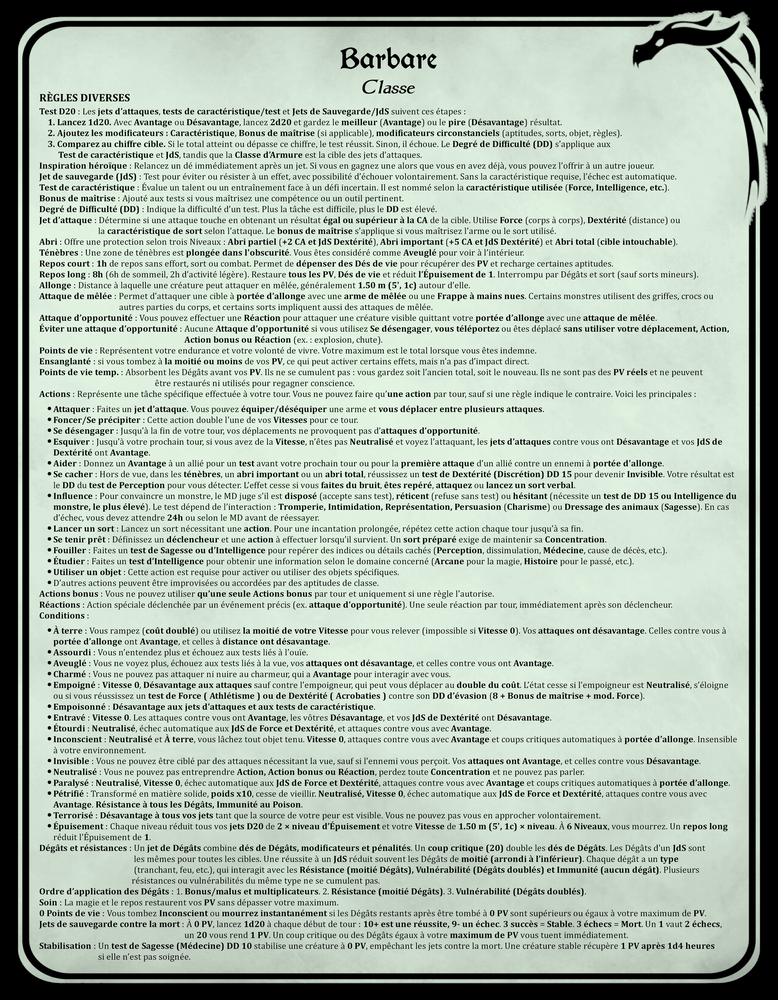 Barbare
Classe
RÈGLES DIVERSES
Test D20 : Les jets d'attaques, tests de caractéristique/test et Jets de Sauvegarde/JdS suivent ces étapes :
1. Lancez 1d20. Avec Avantage ou Désavantage, lancez 2d20 et gardez le meilleur (Avantage) ou le pire (Désavantage) résultat.
2. Ajoutez les modificateurs : Caractéristique, Bonus de maîtrise (si applicable), modificateurs circonstanciels (aptitudes, sorts, objet, règles).
3. Comparez au chiffre cible. Si le total atteint ou dépasse ce chiffre, le test réussit. Sinon, il échoue. Le Degré de Difficulté (DD) s'applique aux
Test de caractéristique et JdS, tandis que la Classe d'Armure est la cible des jets d'attaques.
Inspiration héroïque : Relancez un dé immédiatement après un jet. Si vous en gagnez une alors que vous en avez déjà, vous pouvez l'offrir à un autre joueur.
Jet de sauvegarde (JdS) : Test pour éviter ou résister à un effet, avec possibilité d'échouer volontairement. Sans la caractéristique requise, l'échec est automatique.
Test de caractéristique : Évalue un talent ou un entraînement face à un défi incertain. Il est nommé selon la caractéristique utilisée (Force, Intelligence, etc.).
Bonus de maîtrise : Ajouté aux tests si vous maîtrisez une compétence ou un outil pertinent.
Degré de Difficulté (DD) : Indique la difficulté d'un test. Plus la tâche est difficile, plus le DD est élevé.
Jet d'attaque : Détermine si une attaque touche en obtenant un résultat égal ou supérieur à la CA de la cible. Utilise Force (corps à corps), Dextérité (distance) ou
la caractéristique de sort selon l'attaque. Le bonus de maîtrise s'applique si vous maîtrisez l'arme ou le sort utilisé.
Abri : Offre une protection selon trois Niveaux : Abri partiel (+2 CA et JdS Dextérité), Abri important (+5 CA et JdS Dextérité) et Abri total (cible intouchable).
Ténèbres : Une zone de ténèbres est plongée dans l'obscurité. Vous êtes considéré comme Aveuglé pour voir à l'intérieur.
Repos court : 1h de repos sans effort, sort ou combat. Permet de dépenser des Dés de vie pour récupérer des PV et recharge certaines aptitudes.
Repos long : 8h (6h de sommeil, 2h d'activité légère). Restaure tous les PV, Dés de vie et réduit l'Épuisement de 1. Interrompu par Dégâts et sort (sauf sorts mineurs).
Allonge : Distance à laquelle une créature peut attaquer en mêlée, généralement 1.50 m (5', 1c) autour d'elle.
Attaque de mêlée : Permet d'attaquer une cible à portée d'allonge avec une arme de mêlée ou une Frappe à mains nues. Certains monstres utilisent des griffes, crocs ou
autres parties du corps, et certains sorts impliquent aussi des attaques de mêlée.
Attaque d'opportunité : Vous pouvez effectuer une Réaction pour attaquer une créature visible quittant votre portée d'allonge avec une attaque de mêlée.
Éviter une attaque d'opportunité : Aucune Attaque d'opportunité si vous utilisez Se désengager, vous téléportez ou êtes déplacé sans utiliser votre déplacement, Action,
Action bonus ou Réaction (ex. : explosion, chute).
Points de vie : Représentent votre endurance et votre volonté de vivre. Votre maximum est le total lorsque vous êtes indemne.
Ensanglanté : si vous tombez à la moitié ou moins de vos PV, ce qui peut activer certains effets, mais n'a pas d'impact direct.
Points de vie temp. : Absorbent les Dégâts avant vos PV. Ils ne se cumulent pas : vous gardez soit l'ancien total, soit le nouveau. Ils ne sont pas des PV réels et ne peuvent
être restaurés ni utilisés pour regagner conscience.
Actions : Représente une tâche spécifique effectuée à votre tour. Vous ne pouvez faire qu'une action par tour, sauf si une règle indique le contraire. Voici les principales :
• Attaquer : Faites un jet d'attaque. Vous pouvez équiper/déséquiper une arme et vous déplacer entre plusieurs attaques.
• Foncer/Se précipiter : Cette action double l'une de vos Vitesses pour ce tour.
• Se désengager : Jusqu'à la fin de votre tour, vos déplacements ne provoquent pas d'attaques d'opportunité.
• Esquiver : Jusqu'à votre prochain tour, si vous avez de la Vitesse, n'êtes pas Neutralisé et voyez l'attaquant, les jets d'attaques contre vous ont Désavantage et vos JdS de
Dextérité ont Avantage.
• Aider : Donnez un Avantage à un allié pour un test avant votre prochain tour ou pour la première attaque d'un allié contre un ennemi à portée d'allonge.
• Se cacher : Hors de vue, dans les ténèbres, un abri important ou un abri total, réussissez un test de Dextérité (Discrétion) DD 15 pour devenir Invisible. Votre résultat est
le DD du test de Perception pour vous détecter. L'effet cesse si vous faites du bruit, êtes repéré, attaquez ou lancez un sort verbal.
• Influence : Pour convaincre un monstre, le MD juge s'il est disposé (accepte sans test), réticent (refuse sans test) ou hésitant (nécessite un test de DD 15 ou Intelligence du
monstre, le plus élevé). Le test dépend de l'interaction : Tromperie, Intimidation, Représentation, Persuasion (Charisme) ou Dressage des animaux (Sagesse). En cas
d'échec, vous devez attendre 24h ou selon le MD avant de réessayer.
• Lancer un sort : Lancez un sort nécessitant une action. Pour une incantation prolongée, répétez cette action chaque tour jusqu'à sa fin.
• Se tenir prêt : Définissez un déclencheur et une action à effectuer lorsqu'il survient. Un sort préparé exige de maintenir sa Concentration.
• Fouiller : Faites un test de Sagesse ou d'Intelligence pour repérer des indices ou détails cachés (Perception, dissimulation, Médecine, cause de décès, etc.).
• Étudier : Faites un test d'Intelligence pour obtenir une information selon le domaine concerné (Arcane pour la magie, Histoire pour le passé, etc.).
• Utiliser un objet : Cette action est requise pour activer ou utiliser des objets spécifiques.
• D'autres actions peuvent être improvisées ou accordées par des aptitudes de classe.
Actions bonus : Vous ne pouvez utiliser qu'une seule Actions bonus par tour et uniquement si une règle l'autorise.
Réactions : Action spéciale déclenchée par un événement précis (ex. attaque d'opportunité). Une seule réaction par tour, immédiatement après son déclencheur.
Conditions :
• À terre : Vous rampez (coût doublé) ou utilisez la moitié de votre Vitesse pour vous relever (impossible si Vitesse 0). Vos attaques ont désavantage. Celles contre vous à
portée d'allonge ont Avantage, et celles à distance ont désavantage.
• Assourdi : Vous n'entendez plus et échouez aux tests liés à l'ouïe.
• Aveuglé : Vous ne voyez plus, échouez aux tests liés à la vue, vos attaques ont désavantage, et celles contre vous ont Avantage.
• Charmé : Vous ne pouvez pas attaquer ni nuire au charmeur, qui a Avantage pour interagir avec vous.
• Empoigné : Vitesse 0, Désavantage aux attaques sauf contre l'empoigneur, qui peut vous déplacer au double du coût. L'état cesse si l'empoigneur est Neutralisé, s'éloigne
ou si vous réussissez un test de Force ( Athlétisme ) ou de Dextérité ( Acrobaties ) contre son DD d'évasion (8 + Bonus de maîtrise + mod. Force).
• Empoisonné : Désavantage aux jets d'attaques et aux tests de caractéristique.
• Entravé : Vitesse 0. Les attaques contre vous ont Avantage, les vôtres Désavantage, et vos JdS de Dextérité ont Désavantage.
• Étourdi : Neutralisé, échec automatique aux JdS de Force et Dextérité, et attaques contre vous avec Avantage.
• Inconscient : Neutralisé et À terre, vous lâchez tout objet tenu. Vitesse 0, attaques contre vous avec Avantage et coups critiques automatiques à portée d'allonge. Insensible
à votre environnement.
• Invisible : Vous ne pouvez être ciblé par des attaques nécessitant la vue, sauf si l'ennemi vous perçoit. Vos attaques ont Avantage, et celles contre vous Désavantage.
• Neutralisé : Vous ne pouvez pas entreprendre Action, Action bonus ou Réaction, perdez toute Concentration et ne pouvez pas parler.
• Paralysé : Neutralisé, Vitesse 0, échec automatique aux JdS de Force et Dextérité, attaques contre vous avec Avantage et coups critiques automatiques à portée d'allonge.
• Pétrifié : Transformé en matière solide, poids x10, cesse de vieillir. Neutralisé, Vitesse 0, échec automatique aux JdS de Force et Dextérité, attaques contre vous avec
Avantage. Résistance à tous les Dégâts, Immunité au Poison.
• Terrorisé : Désavantage à tous vos jets tant que la source de votre peur est visible. Vous ne pouvez pas vous en approcher volontairement.
• Épuisement : Chaque niveau réduit tous vos jets D20 de 2 × niveau d'Épuisement et votre Vitesse de 1.50 m (5', 1c) × niveau. À 6 Niveaux, vous mourrez. Un repos long
réduit l'Épuisement de 1.
Dégâts et résistances : Un jet de Dégâts combine dés de Dégâts, modificateurs et pénalités. Un coup critique (20) double les dés de Dégâts. Les Dégâts d'un JdS sont
les mêmes pour toutes les cibles. Une réussite à un JdS réduit souvent les Dégâts de moitié (arrondi à l'inférieur). Chaque dégât a un type
(tranchant, feu, etc.), qui interagit avec les Résistance (moitié Dégâts), Vulnérabilité (Dégâts doublés) et Immunité (aucun dégât). Plusieurs
résistances ou vulnérabilités du même type ne se cumulent pas.
Ordre d'application des Dégâts : 1. Bonus/malus et multiplicateurs. 2. Résistance (moitié Dégâts). 3. Vulnérabilité (Dégâts doublés).
Soin : La magie et le repos restaurent vos PV sans dépasser votre maximum.
0 Points de vie : Vous tombez Inconscient ou mourrez instantanément si les Dégâts restants après être tombé à 0 PV sont supérieurs ou égaux à votre maximum de PV.
Jets de sauvegarde contre la mort : À 0 PV, lancez 1d20 à chaque début de tour : 10+ est une réussite, 9- un échec. 3 succès = Stable. 3 échecs = Mort. Un 1 vaut 2 échecs,
un 20 vous rend 1 PV. Un coup critique ou des Dégâts égaux à votre maximum de PV vous tuent immédiatement.
Stabilisation : Un test de Sagesse (Médecine) DD 10 stabilise une créature à 0 PV, empêchant les jets contre la mort. Une créature stable récupère 1 PV après 1d4 heures
si elle n'est pas soignée.